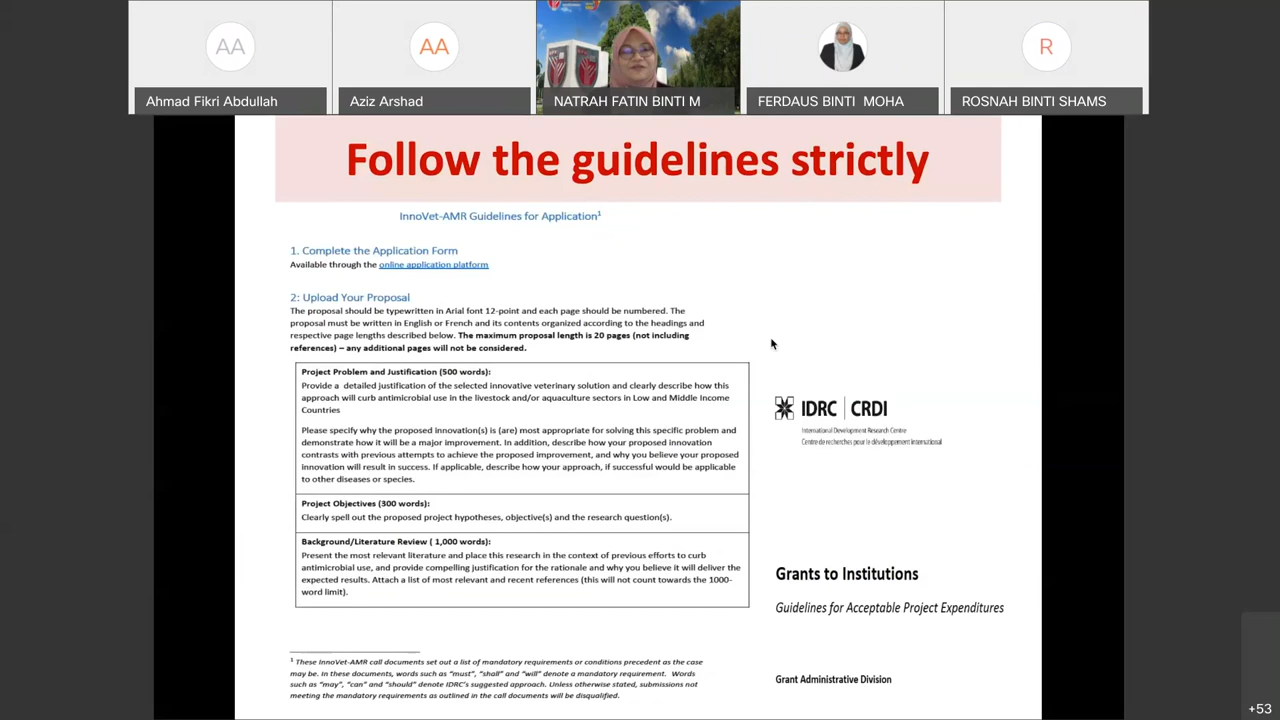 AA
AA
R
Ahmad Fikri Abdullah
Aziz Arshad
NATRAH FATIN BINTI M
FERDAUS BINTI MOHA
ROSNAH BINTI SHAMS
Follow the guidelines strictly
InnoVet-AMR Guidelines for Application1
1. Complete the Application Form
Available through the online application platform
2: Upload Your Proposal
The proposal should be typewritten in Arial font 12-point and each page should be numbered. The
proposal must be written in English or French and its contents organized according to the headings and
respective page lengths described below. The maximum proposal length is 20 pages (not including
references) – any additional pages will not be considered.
Project Problem and Justification (500 words):
Provide a detailed justification of the selected innovative veterinary solution and clearly describe how this
approach will curb antimicrobial use in the livestock and/or aquaculture sectors in Low and Middle Income
Countries
Please specify why the proposed innovation(s) is (are) most appropriate for solving this specific problem and
demonstrate how it will be a major improvement. In addition, describe how your proposed innovation
contrasts with previous attempts to achieve the proposed improvement, and why you believe your proposed
innovation will result in success. If applicable, describe how your approach, if successful would be applicable
to other diseases or species.
Project Objectives (300 words):
Clearly spell out the proposed project hypotheses, objective(s) and the research question(s).
Background/Literature Review ( 1,000 words):
Present the most relevant literature and place this research in the context of previous efforts to curb
antimicrobial use, and provide compelling justification for the rationale and why you believe it will deliver the
expected results. Attach a list of most relevant and recent references (this will not count towards the 1000-
word limit).
1 These InnoVet-AMR call documents set out a list of mandatory requirements or conditions precedent as the case
may be. In these documents, words such as "must", "shall" and "will" denote a mandatory requirement. Words
such as "may", "can" and "should" denote IDRC's suggested approach. Unless otherwise stated, submissions not
meeting the mandatory requirements as outlined in the call documents will be disqualified.
IDRC | CRDI
International Development Research Centre
Centre de recherches pour le développement international
Grants to Institutions
Guidelines for Acceptable Project Expenditures
Grant Administrative Division
+53